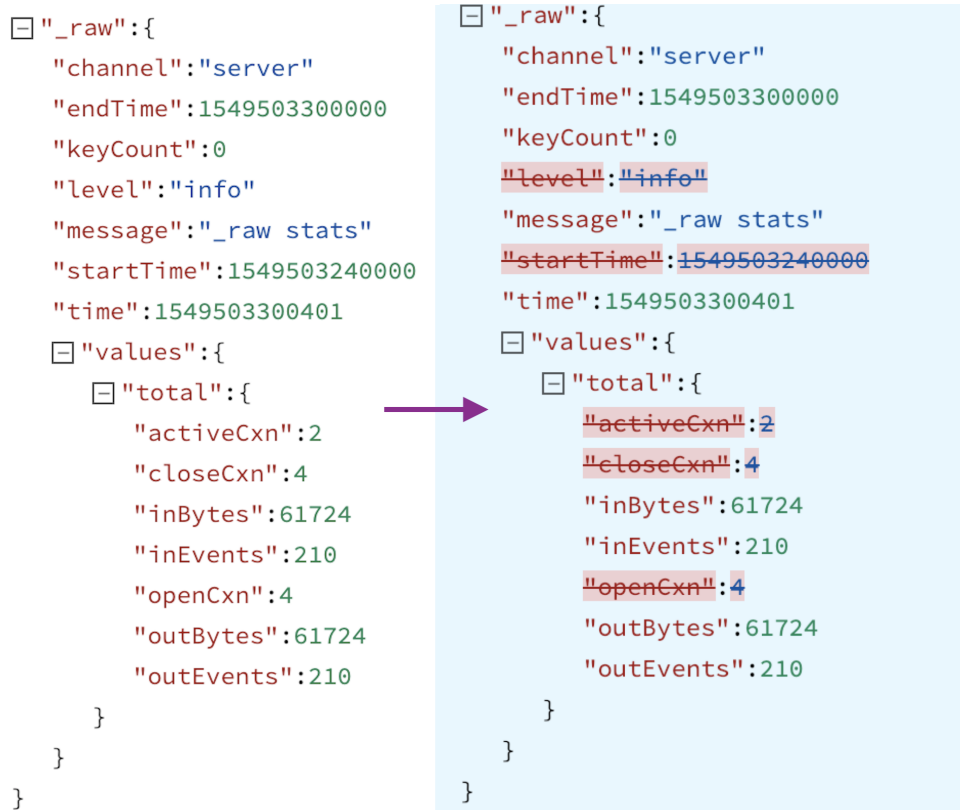 "_raw":{
"channel":"server"
"endTime":1549503300000
"keyCount":0
"level":"info"
"message":"_raw stats"
"startTime":1549503240000
"time":1549503300401
"values":{
"total":{
"activeCxn":2
"closeCxn":4
"inBytes":61724
"inEvents":210
"openCxn":4
"outBytes":61724
"outEvents":210
}
}
}
"_raw":{
"channel":"server"
"endTime":1549503300000
"keyCount":0
"level":"info"
"message":"_raw stats"
"startTime":1549503240000
"time":1549503300401
"values":{
"total":{
"activeCxn":2
"closeCxn":4
"inBytes":61724
"inEvents":210
"openCxn":4
"outBytes":61724
"outEvents":210
}
}
}